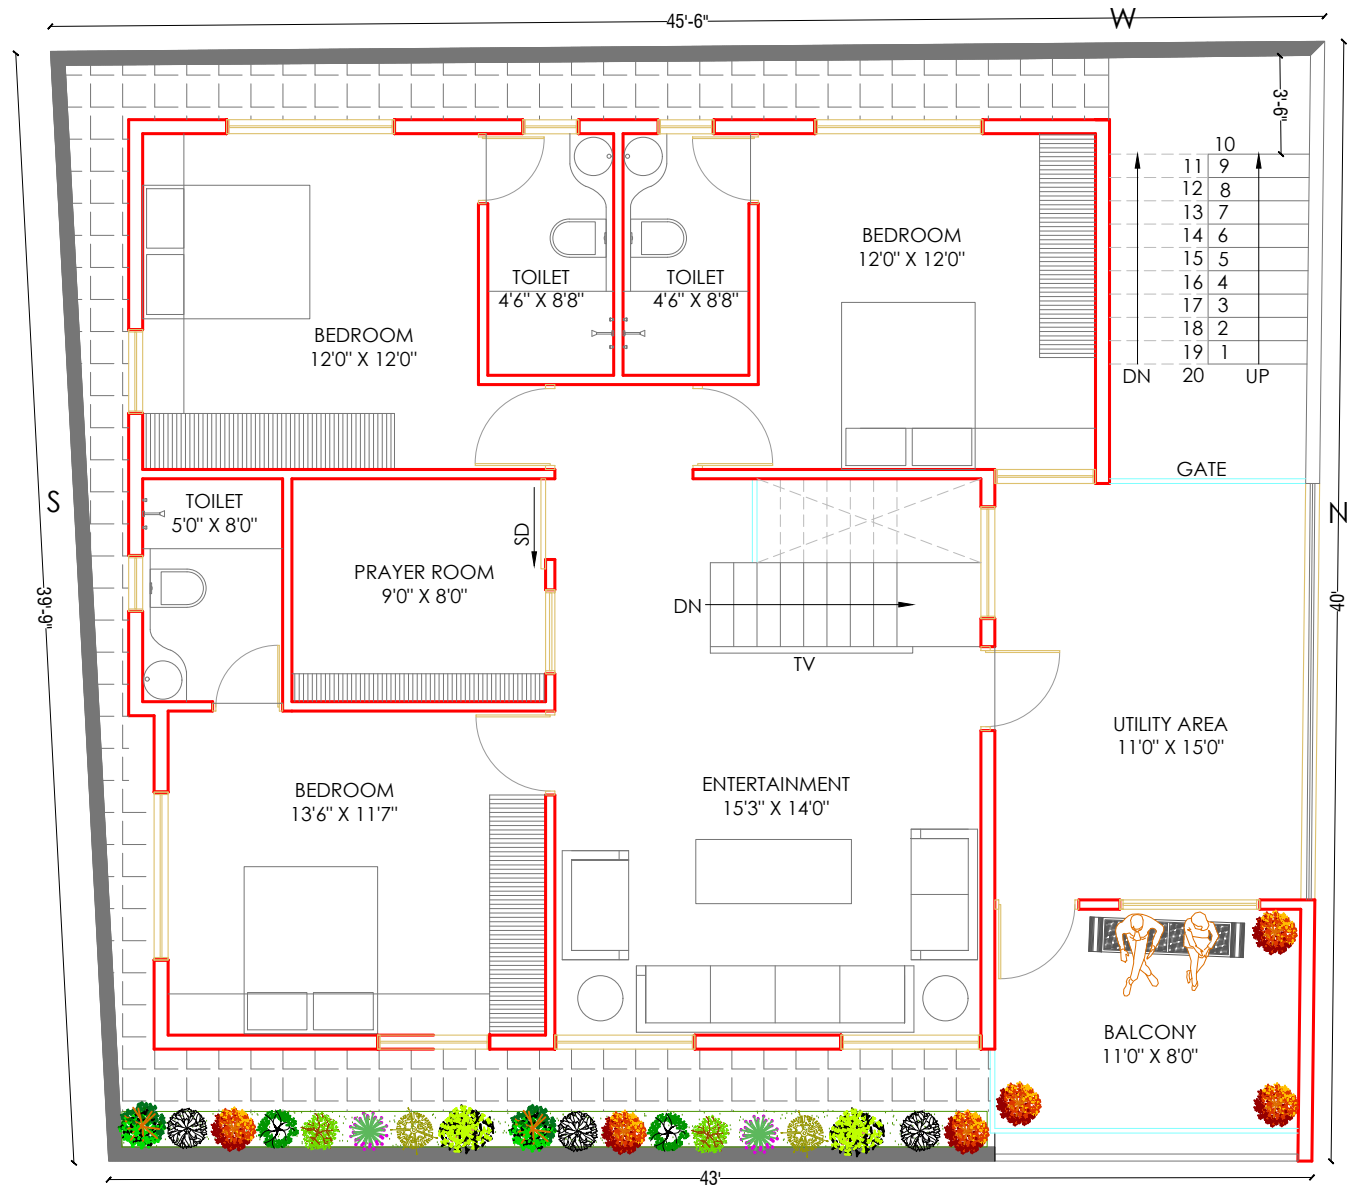 45'-6"
W
3'-6"
10
11 9
12 8
13 7
14 6
15 5
16 4
17 3
18 2
19 1
DN 20 UP
BEDROOM
12'0" X 12'0"
TOILET
4'6" X 8'8"
TOILET
4'6" X 8'8"
BEDROOM
12'0" X 12'0"
GATE
S
N
TOILET
5'0" X 8'0"
SD
PRAYER ROOM
9'0" X 8'0"
39'-9"
40'
DN
TV
UTILITY AREA
11'0" X 15'0"
BEDROOM
13'6" X 11'7"
ENTERTAINMENT
15'3" X 14'0"
BALCONY
11'0" X 8'0"
43'